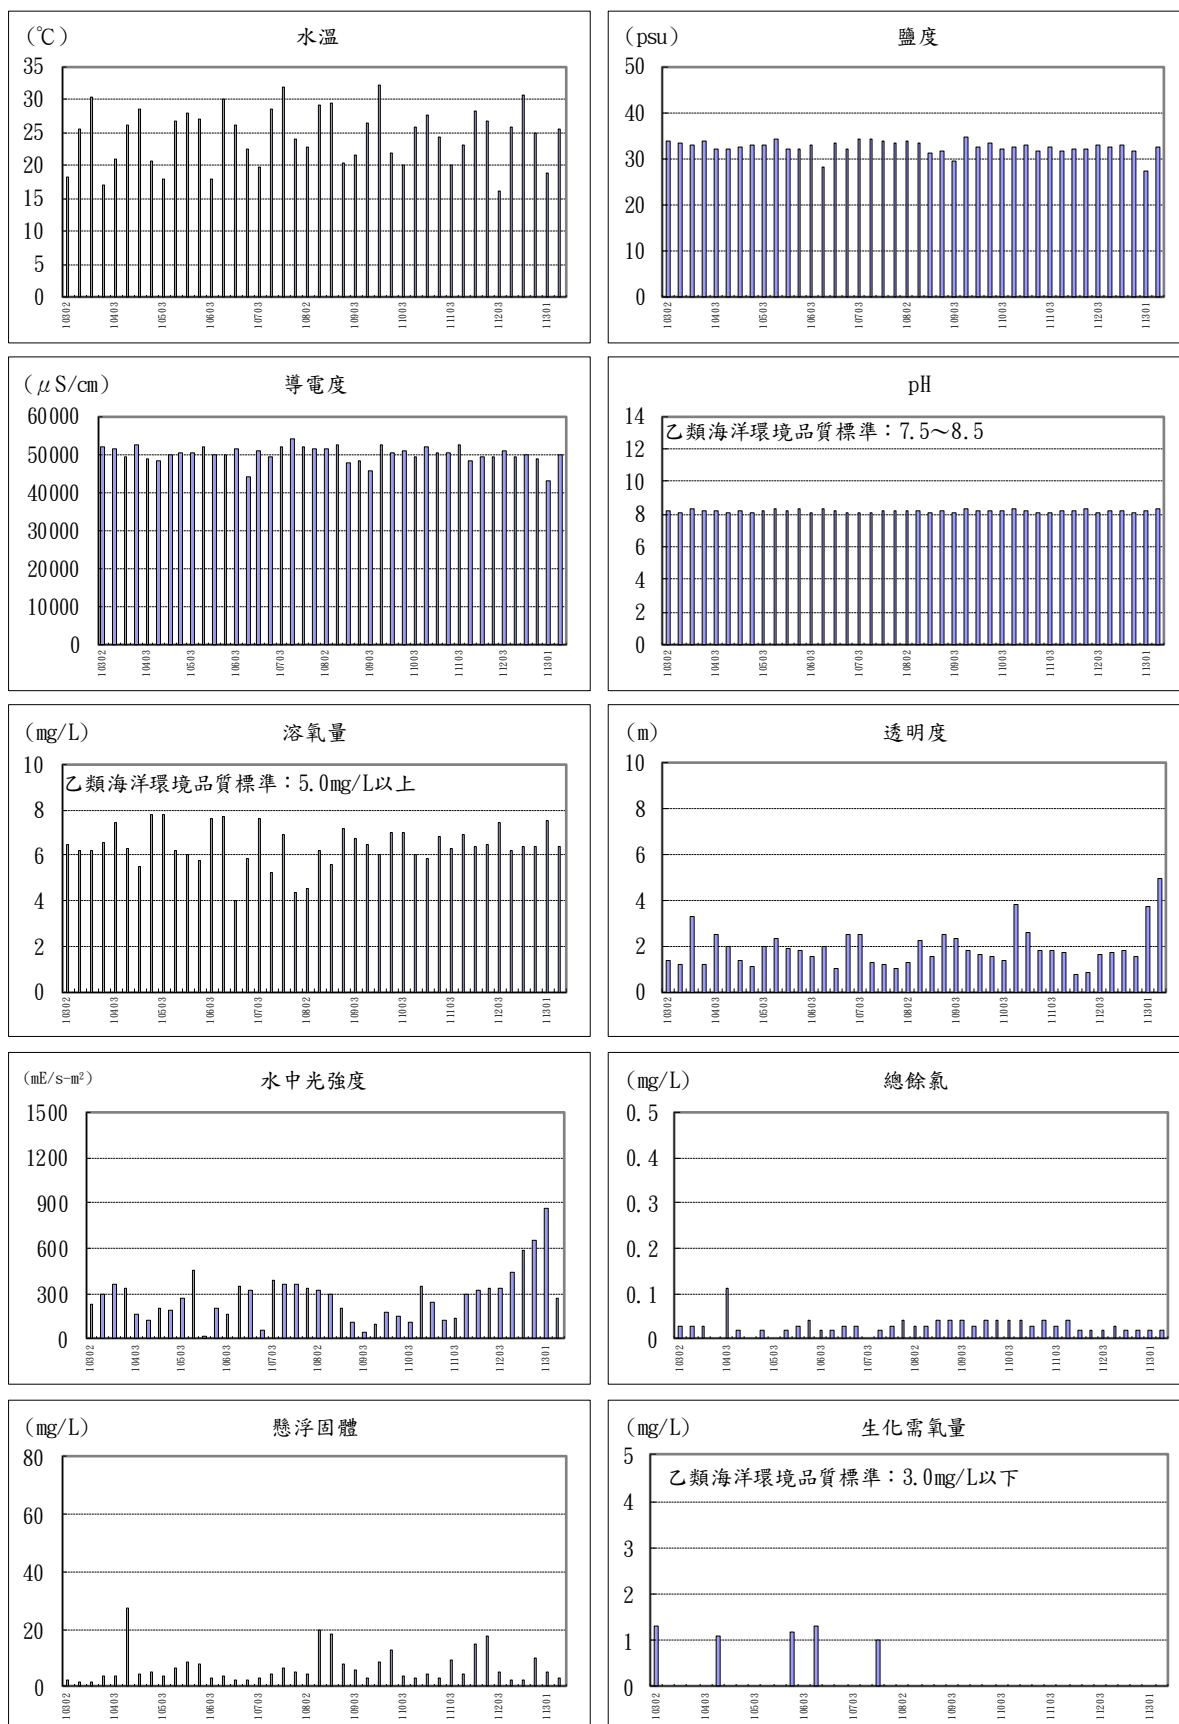 (℃) 水溫
35
30
25
20
15
10
5
0
10302 10403 10503 10603 10703 10802 10903 11003 11103 11203 11301
(psu) 鹽度
50
40
30
20
10
0
10302 10403 10503 10603 10703 10802 10903 11003 11103 11203 11301
(μS/cm) 導電度
60000
50000
40000
30000
20000
10000
0
10302 10403 10503 10603 10703 10802 10903 11003 11103 11203 11301
pH
乙類海洋環境品質標準：7.5～8.5
14
12
10
8
6
4
2
0
10302 10403 10503 10603 10703 10802 10903 11003 11103 11203 11301
(mg/L) 溶氧量
乙類海洋環境品質標準：5.0mg/L以上
10
8
6
4
2
0
10302 10403 10503 10603 10703 10802 10903 11003 11103 11203 11301
(m) 透明度
10
8
6
4
2
0
10302 10403 10503 10603 10703 10802 10903 11003 11103 11203 11301
(mE/s-m²) 水中光強度
1500
1200
900
600
300
0
10302 10403 10503 10603 10703 10802 10903 11003 11103 11203 11301
(mg/L) 總餘氯
0.5
0.4
0.3
0.2
0.1
0
10302 10403 10503 10603 10703 10802 10903 11003 11103 11203 11301
(mg/L) 懸浮固體
80
60
40
20
0
10302 10403 10503 10603 10703 10802 10903 11003 11103 11203 11301
(mg/L) 生化需氧量
乙類海洋環境品質標準：3.0mg/L以下
5
4
3
2
1
0
10302 10403 10503 10603 10703 10802 10903 11003 11103 11203 11301